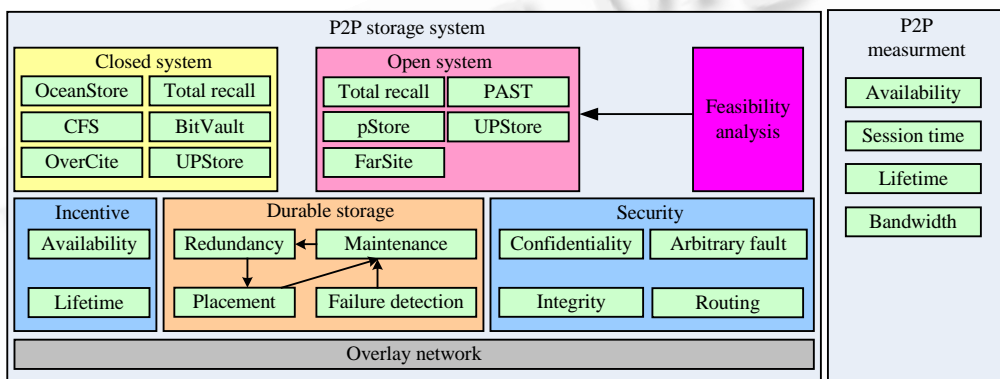 P2P storage system
Closed system
OceanStore
Total recall
CFS
BitVault
OverCite
UPStore
Open system
Total recall
PAST
pStore
UPStore
FarSite
Feasibility
analysis
Incentive
Availability
Lifetime
Durable storage
Redundancy
Maintenance
Placement
Failure detection
Security
Confidentiality
Arbitrary fault
Integrity
Routing
Overlay network
P2P
measurment
Availability
Session time
Lifetime
Bandwidth